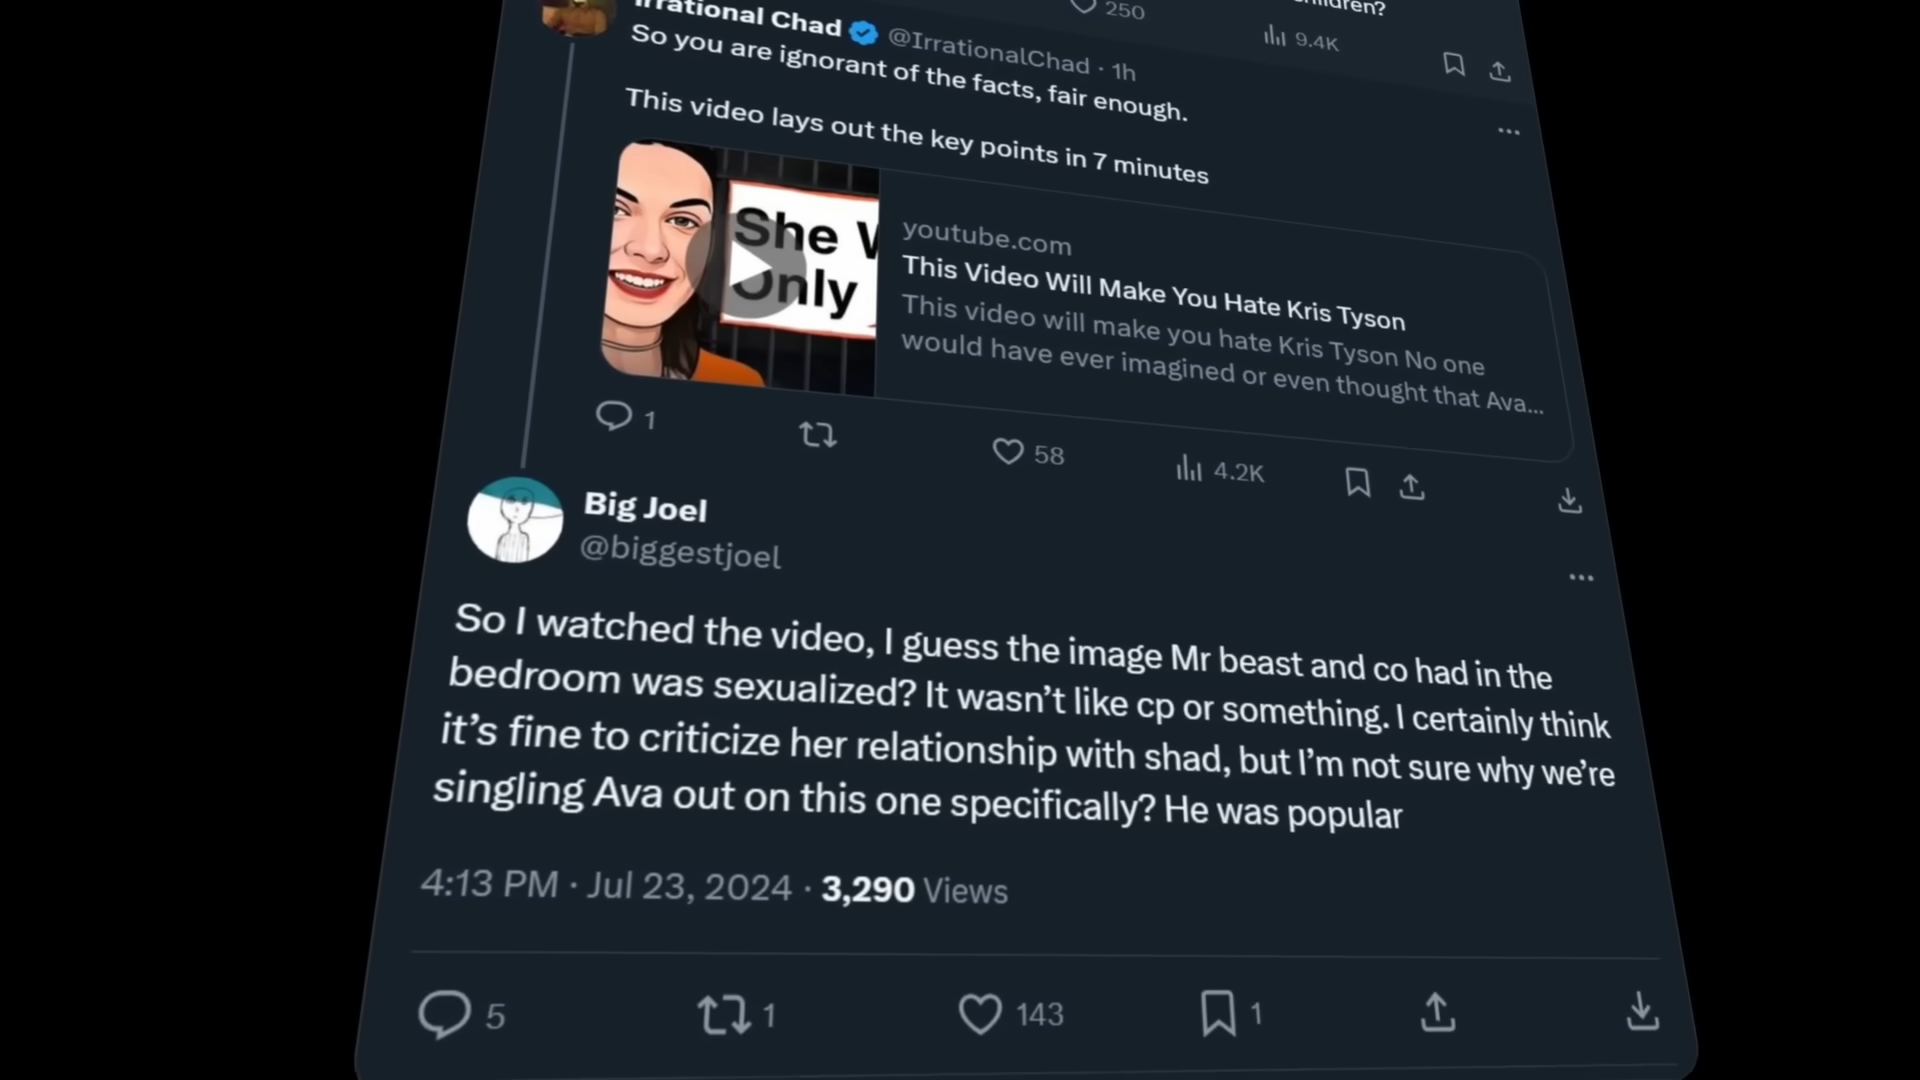 children?
250
9.4K
Irrational Chad @IrrationalChad · 1h
So you are ignorant of the facts, fair enough.
This video lays out the key points in 7 minutes
She
Only
youtube.com
This Video Will Make You Hate Kris Tyson
This video will make you hate Kris Tyson No one
would have ever imagined or even thought that Ava...
1
58
4.2K
Big Joel
@biggestjoel
So I watched the video, I guess the image Mr beast and co had in the
bedroom was sexualized? It wasn't like cp or something. I certainly think
it's fine to criticize her relationship with shad, but I'm not sure why we're
singling Ava out on this one specifically? He was popular
4:13 PM · Jul 23, 2024 · 3,290 Views
5
1
143
1